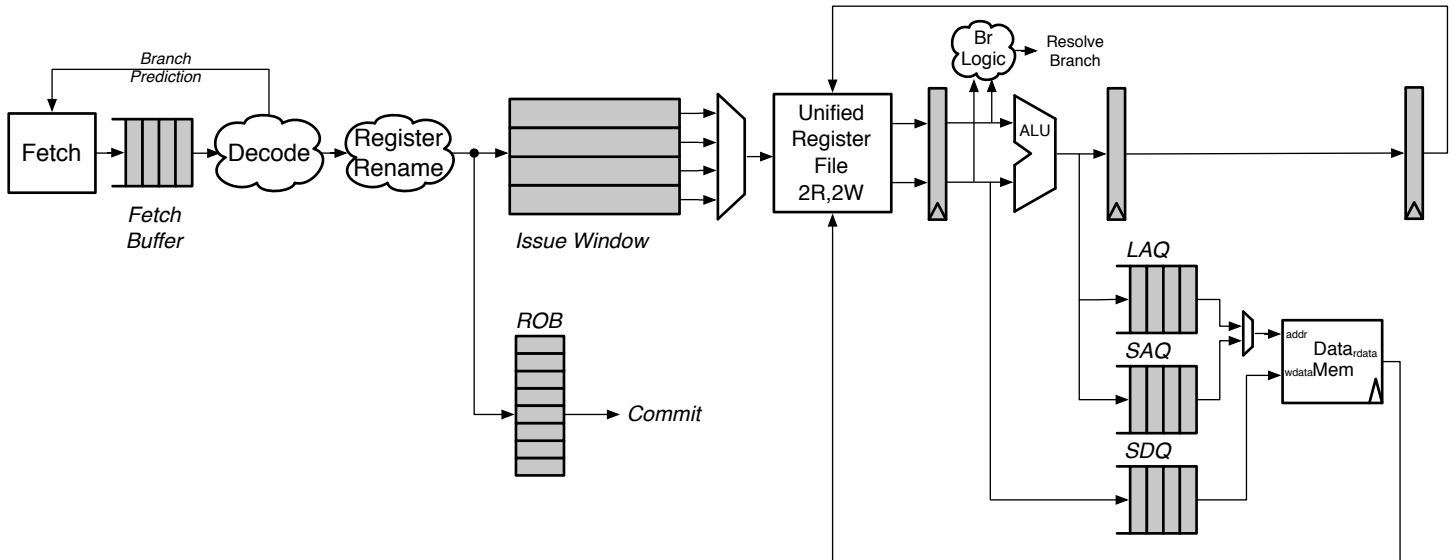 Branch
Prediction
Fetch
Fetch
Buffer
Decode
Register
Rename
Issue Window
ROB
Commit
Unified
Register
File
2R,2W
Br
Logic
Resolve
Branch
ALU
LAQ
SAQ
SDQ
addr
wdata
Data
Mem
rdata